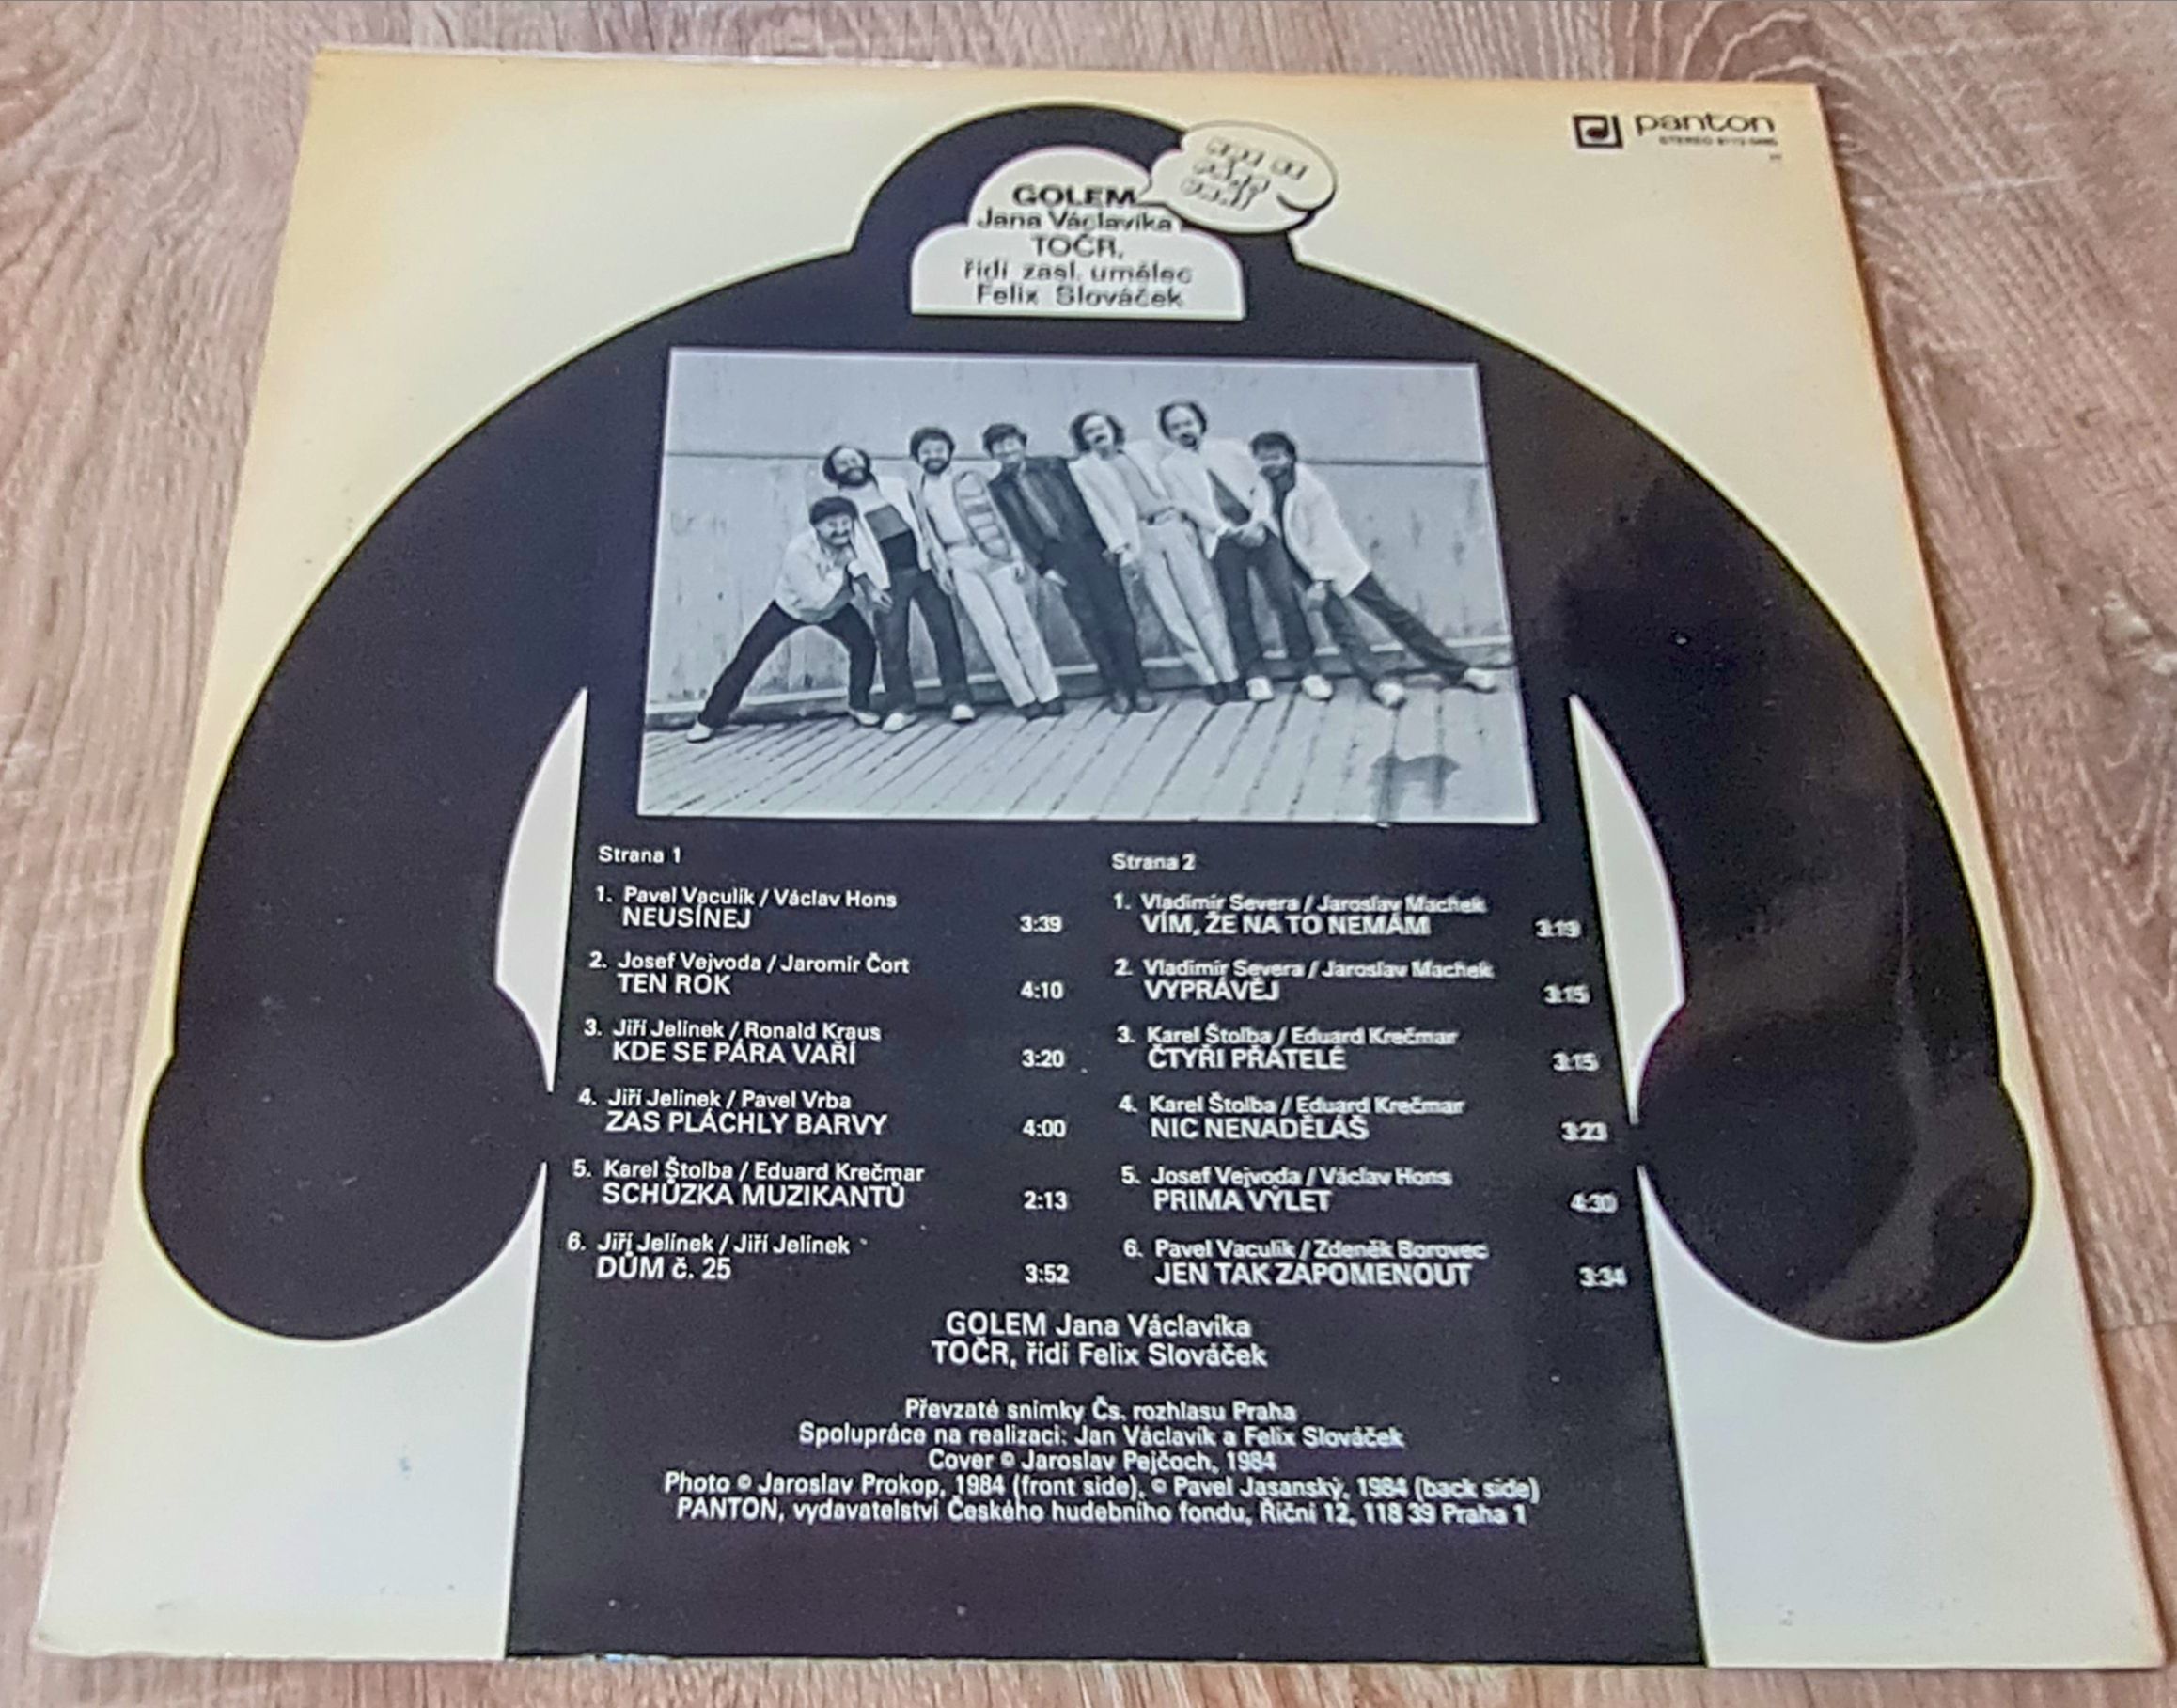 panton
STEREO
GOLEM
Jana Václavíka
TOČR,
řídí zasl. umělec
Felix Slováček
Strana 1
1. Pavel Vaculík / Václav Hons
NEUSÍNEJ 3:39
2. Josef Vejvoda / Jaromír Čort
TEN ROK 4:10
3. Jiří Jelínek / Ronald Kraus
KDE SE PÁRA VAŘÍ 3:20
4. Jiří Jelínek / Pavel Vrba
ZAS PLÁCHLY BARVY 4:00
5. Karel Štolba / Eduard Krečmar
SCHŮZKA MUZIKANTŮ 2:13
6. Jiří Jelínek / Jiří Jelínek
DŮM č. 25 3:52
Strana 2
1. Vladimír Severa / Jaroslav Machek
VÍM, ŽE NA TO NEMÁM 3:19
2. Vladimír Severa / Jaroslav Machek
VYPRÁVĚJ 3:15
3. Karel Štolba / Eduard Krečmar
ČTYŘI PŘÁTELÉ 3:15
4. Karel Štolba / Eduard Krečmar
NIC NENADĚLÁŠ 3:23
5. Josef Vejvoda / Václav Hons
PRIMA VÝLET 4:30
6. Pavel Vaculík / Zdeněk Borovec
JEN TAK ZAPOMENOUT 3:34
GOLEM Jana Václavíka
TOČR, řídí Felix Slováček
Převzaté snímky Čs. rozhlasu Praha
Spolupráce na realizaci: Jan Václavík a Felix Slováček
Cover © Jaroslav Pejčoch, 1984
Photo © Jaroslav Prokop, 1984 (front side), © Pavel Jasanský, 1984 (back side)
PANTON, vydavatelství Českého hudebního fondu, Říční 12, 118 39 Praha 1